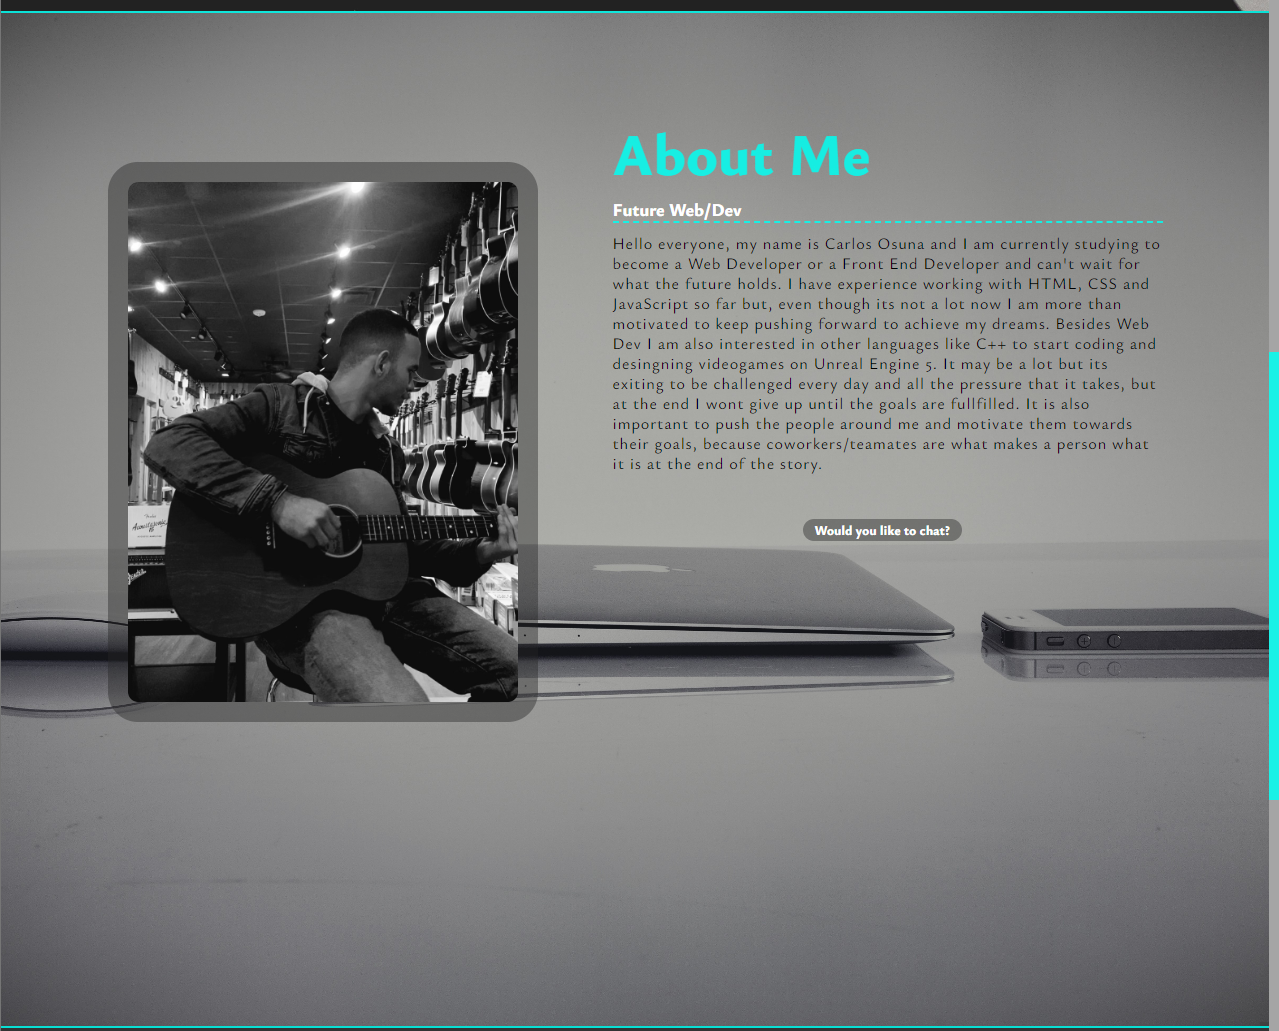 About Me
Future Web/Dev
Hello everyone, my name is Carlos Osuna and I am currently studying to
become a Web Developer or a Front End Developer and can't wait for
what the future holds. I have experience working with HTML, CSS and
JavaScript so far but, even though its not a lot now I am more than
motivated to keep pushing forward to achieve my dreams. Besides Web
Dev I am also interested in other languages like C++ to start coding and
desingning videogames on Unreal Engine 5. It may be a lot but its
exiting to be challenged every day and all the pressure that it takes, but
at the end I wont give up until the goals are fullfilled. It is also
important to push the people around me and motivate them towards
their goals, because coworkers/teamates are what makes a person what
it is at the end of the story.
Would you like to chat?
Fender